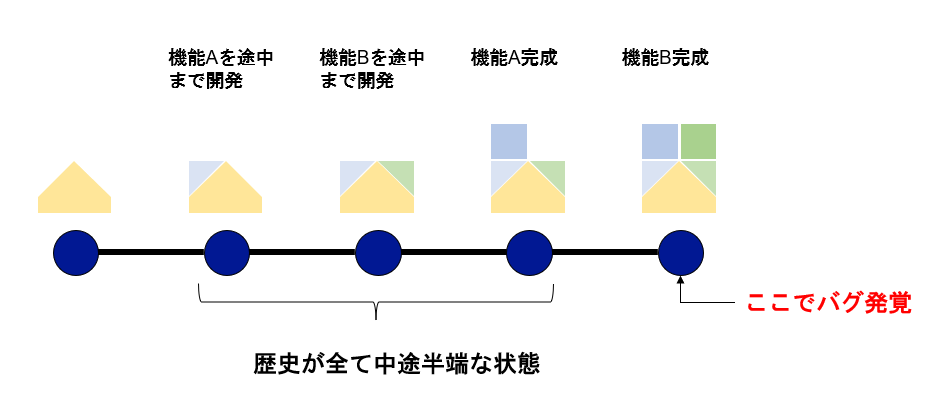 機能Aを途中
まで開発
機能Bを途中
まで開発
機能A完成
機能B完成
ここでバグ発覚
歴史が全て中途半端な状態